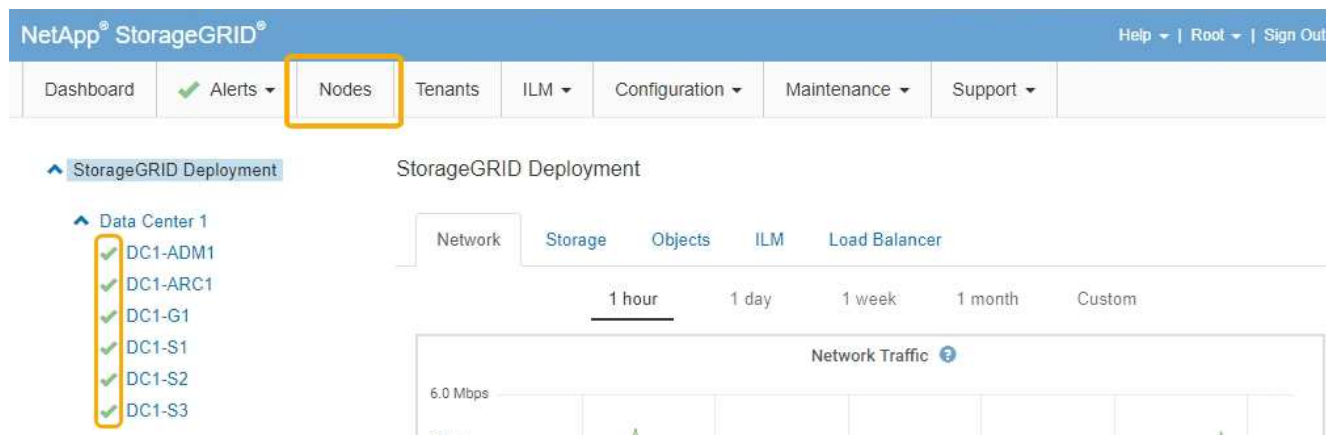 NetApp® StorageGRID®
Help | Root | Sign Out
Dashboard Alerts Nodes Tenants ILM Configuration Maintenance Support
StorageGRID Deployment
StorageGRID Deployment
Data Center 1
Network Storage Objects ILM Load Balancer
DC1-ADM1
DC1-ARC1
1 hour 1 day 1 week 1 month Custom
DC1-G1
DC1-S1
Network Traffic
DC1-S2
6.0 Mbps
DC1-S3